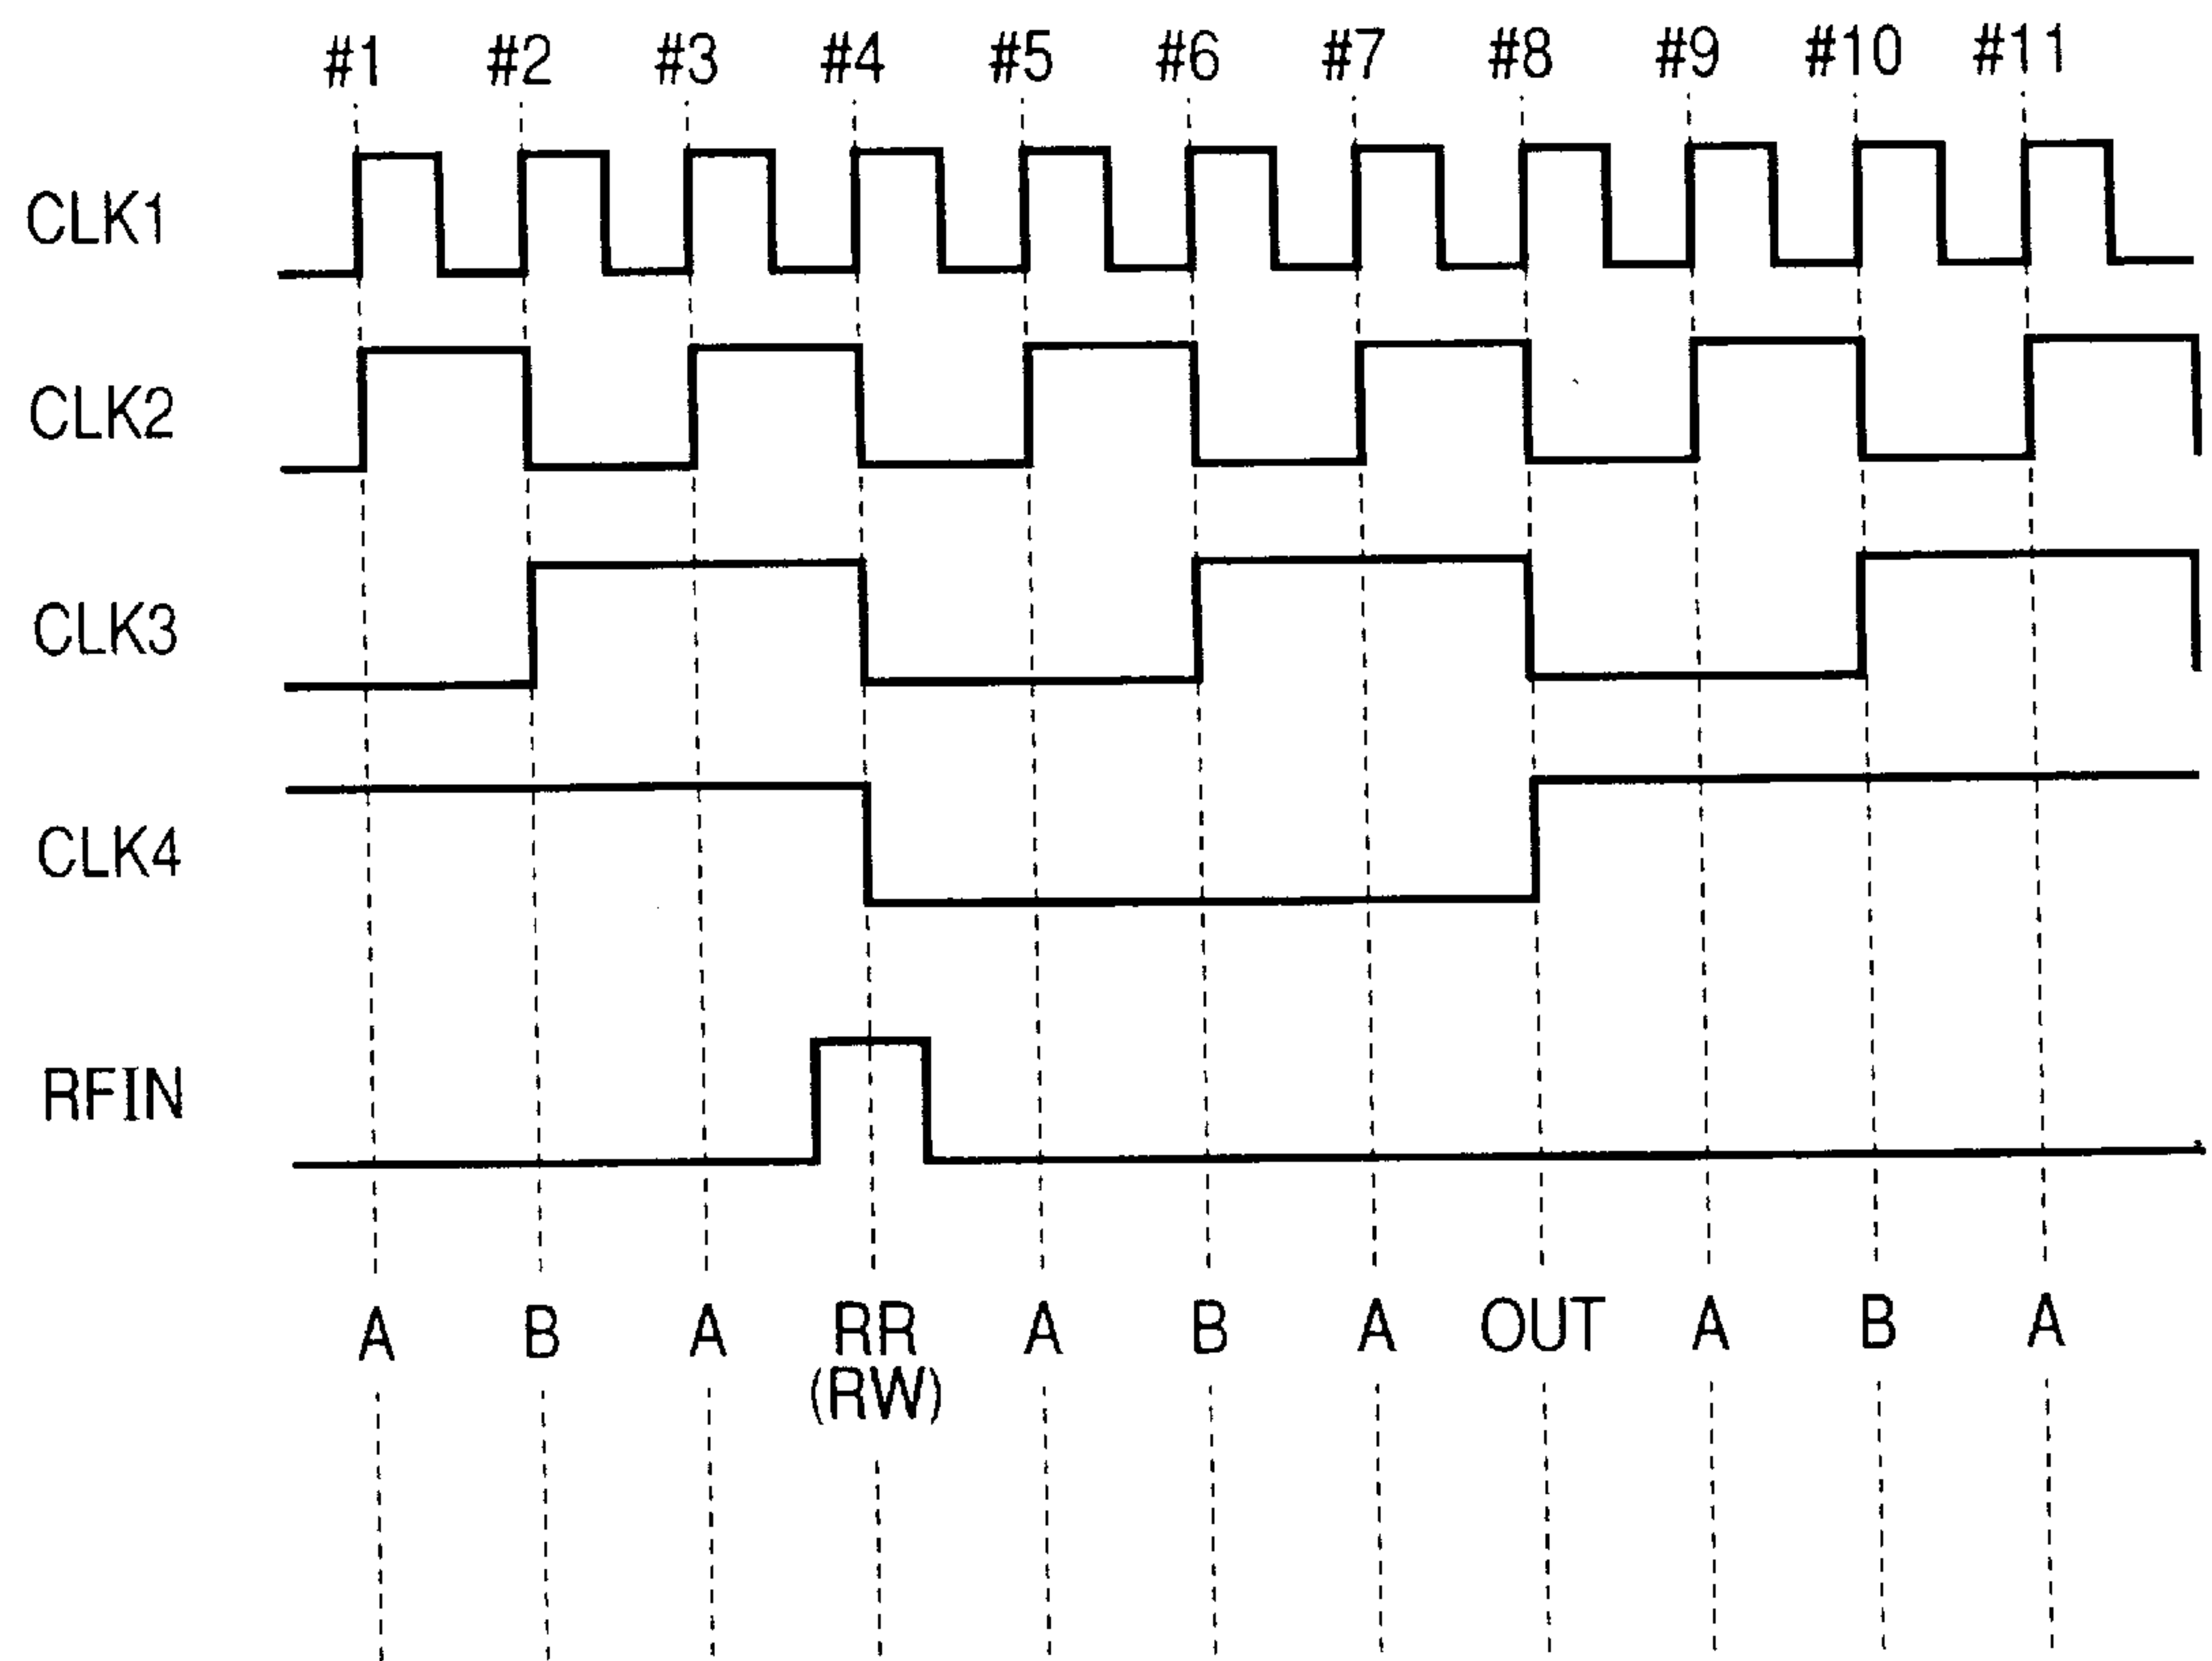 #1 #2 #3 #4 #5 #6 #7 #8 #9 #10 #11
CLK1
CLK2
CLK3
CLK4
RFIN
A B A RR A B A OUT A B A
(RW)